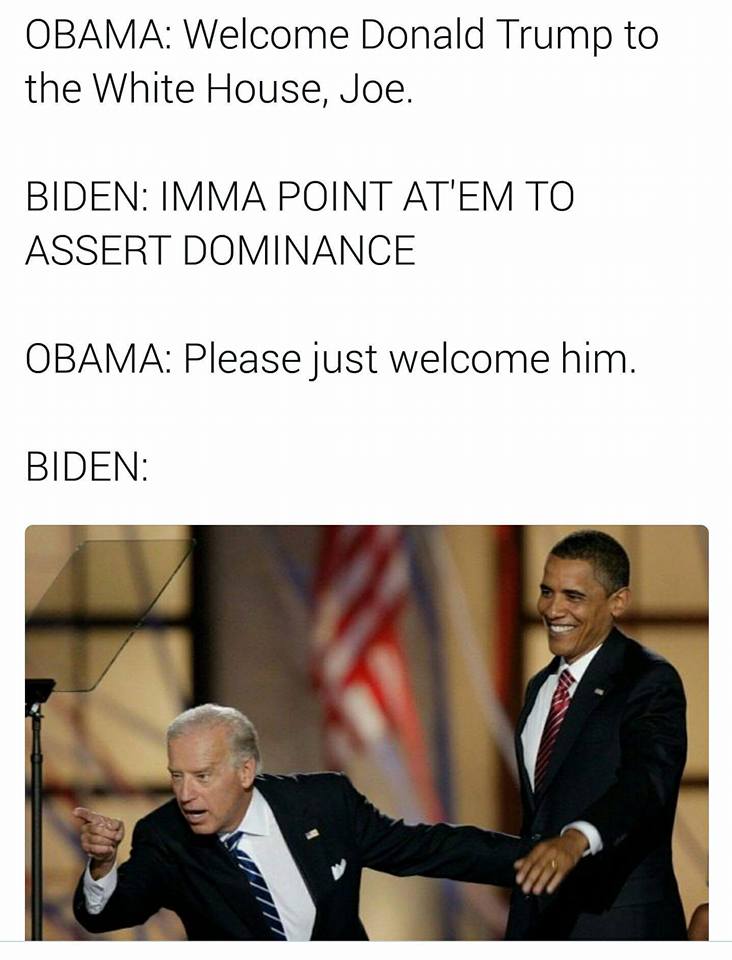 OBAMA: Welcome Donald Trump to
the White House, Joe.
BIDEN: IMMA POINT AT'EM TO
ASSERT DOMINANCE
OBAMA: Please just welcome him.
BIDEN: